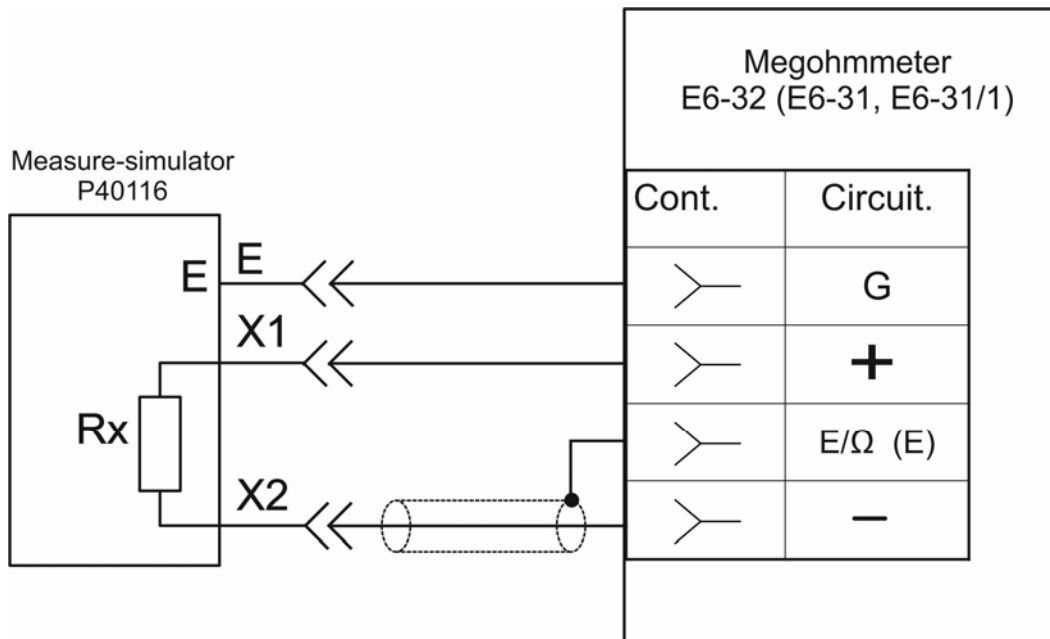 Megohmmeter
E6-32 (E6-31, E6-31/1)
Measure-simulator
P40116
Cont. Circuit.
E E G
X1 +
Rx E/Ω (E)
X2 −